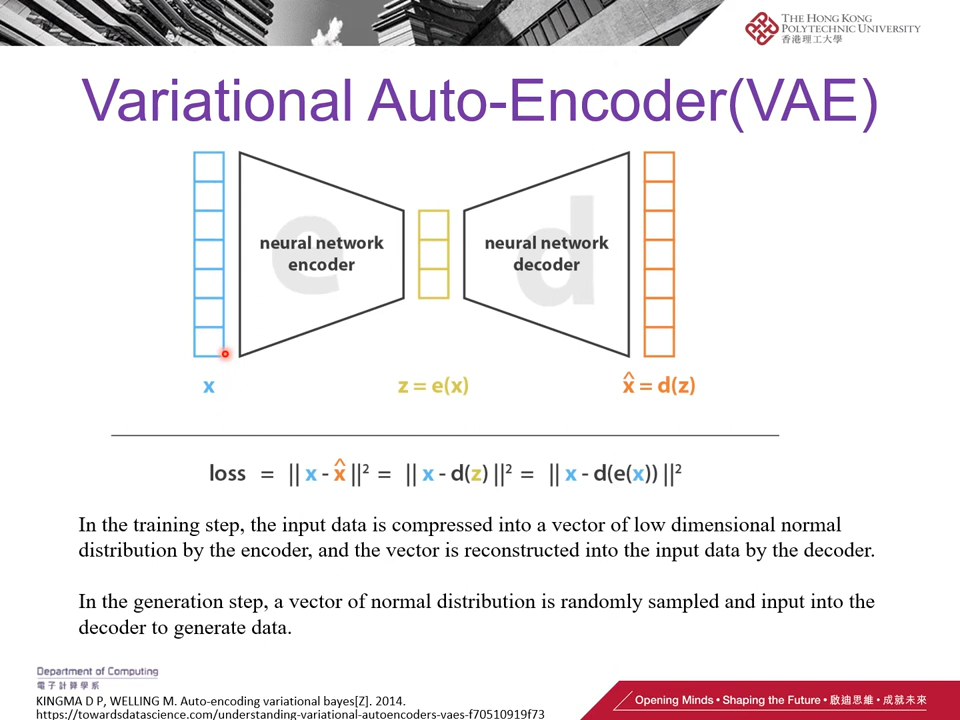 THE HONG KONG
POLYTECHNIC UNIVERSITY
香港理工大學
Variational Auto-Encoder(VAE)
e
d
neural network
encoder
neural network
decoder
x
z = e(x)
x̂ = d(z)
loss = || x - x̂ ||² = || x - d(z) ||² = || x - d(e(x)) ||²
In the training step, the input data is compressed into a vector of low dimensional normal
distribution by the encoder, and the vector is reconstructed into the input data by the decoder.
In the generation step, a vector of normal distribution is randomly sampled and input into the
decoder to generate data.
Department of Computing
電子計算學系
KINGMA D P, WELLING M. Auto-encoding variational bayes[Z]. 2014.
https://towardsdatascience.com/understanding-variational-autoencoders-vaes-f70510919f73
Opening Minds • Shaping the Future • 啟迪思維 • 成就未來